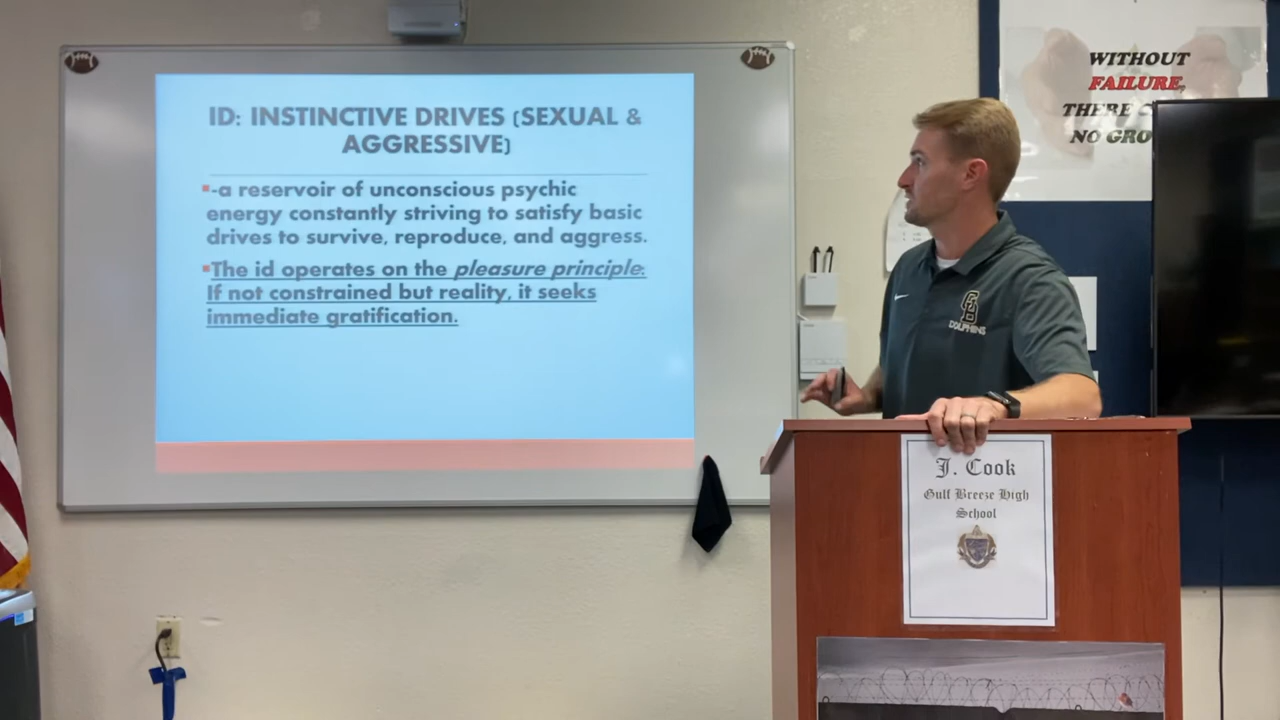 ID: INSTINCTIVE DRIVES (SEXUAL &
AGGRESSIVE)
-a reservoir of unconscious psychic
energy constantly striving to satisfy basic
drives to survive, reproduce, and aggress.
The id operates on the pleasure principle:
If not constrained but reality, it seeks
immediate gratification.
WITHOUT
FAILURE,
THERE
NO
GB
DOLPHINS
J. Cook
Gulf Breeze High
School